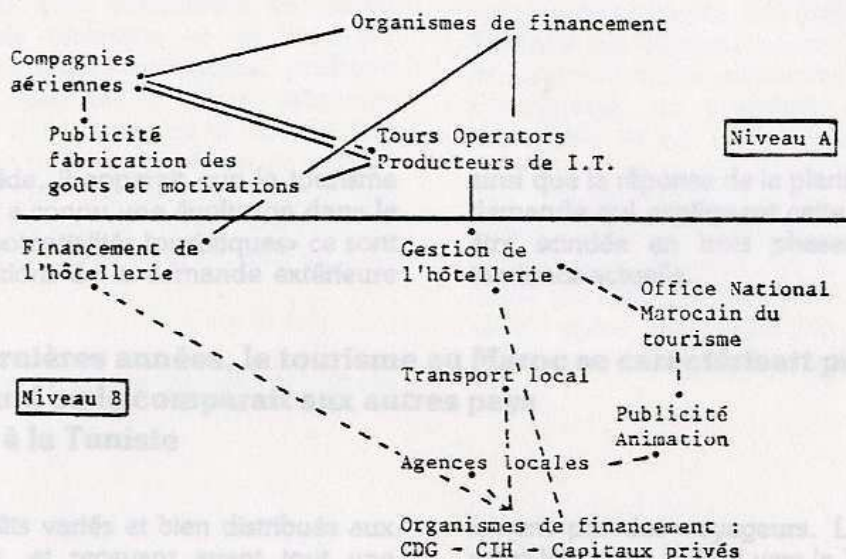 Organismes de financement
Compagnies
aériennes
Publicité
fabrication des
goûts et motivations
Tours Operators
Producteurs de I.T.
Niveau A
Financement de
l'hôtellerie
Gestion de
l'hôtellerie
Office National
Marocain du
tourisme
Niveau B
Transport local
Publicité
Animation
Agences locales
Organismes de financement :
CDG - CIH - Capitaux privés